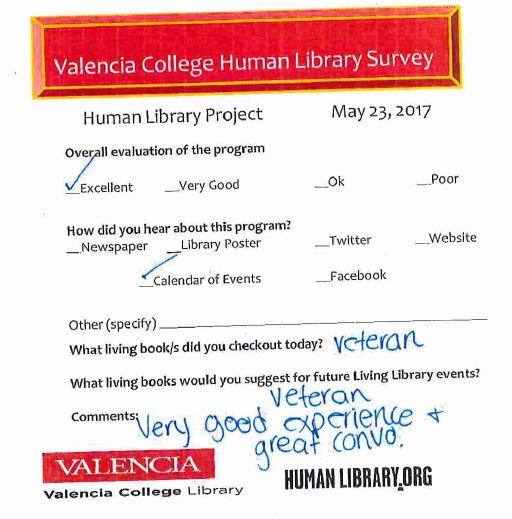 Valencia College Human Library Survey
Human Library Project May 23, 2017
Overall evaluation of the program
✓Excellent __Very Good __Ok __Poor
How did you hear about this program?
__Newspaper __Library Poster __Twitter __Website
✓Calendar of Events __Facebook
Other (specify)
What living book/s did you checkout today? veteran
What living books would you suggest for future Living Library events?
veteran
Comments: Very good experience +
great convo.
VALENCIA
Valencia College Library
HUMAN LIBRARY.ORG